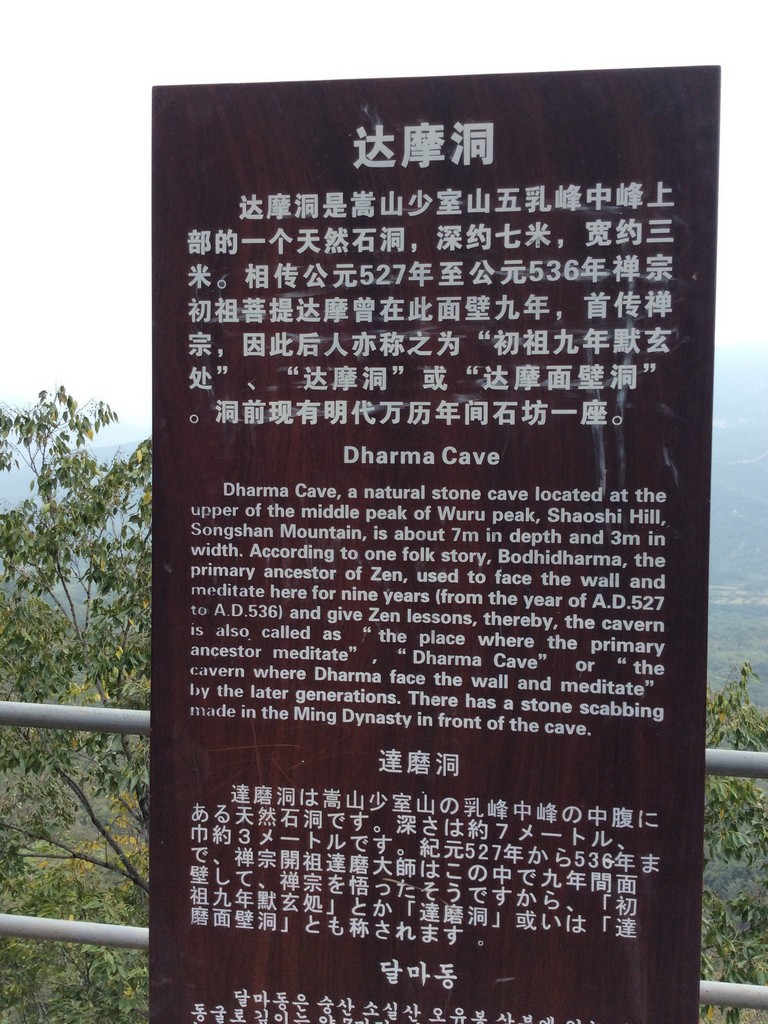 达摩洞
达摩洞是嵩山少室山五乳峰中峰上
部的一个天然石洞，深约七米，宽约三
米。相传公元527年至公元536年禅宗
初祖菩提达摩曾在此面壁九年，首传禅
宗，因此后人亦称之为“初祖九年默玄
处”、“达摩洞”或“达摩面壁洞”
。洞前现有明代万历年间石坊一座。
Dharma Cave
Dharma Cave, a natural stone cave located at the
upper of the middle peak of Wuru peak, Shaoshi Hill,
Songshan Mountain, is about 7m in depth and 3m in
width. According to one folk story, Bodhidharma, the
primary ancestor of Zen, used to face the wall and
meditate here for nine years (from the year of A.D.527
to A.D.536) and give Zen lessons, thereby, the cavern
is also called as “the place where the primary
ancestor meditate”, “Dharma Cave” or “the
cavern where Dharma face the wall and meditate”
by the later generations. There has a stone scabbing
made in the Ming Dynasty in front of the cave.
達磨洞
達磨洞は嵩山少室山の乳峰中峰の中腹に
ある天然石洞です。深さは約7メートル、
巾約3メートルです。紀元527年から536年ま
で、禅宗開祖達磨大師はこの中で九年間面
壁して、禅宗を悟ったそうですから、「初
祖九年默玄処」とか「達磨洞」或いは「達
磨面壁洞」とも称されます。
달마동
달마동은 숭산 소실산 오유봉